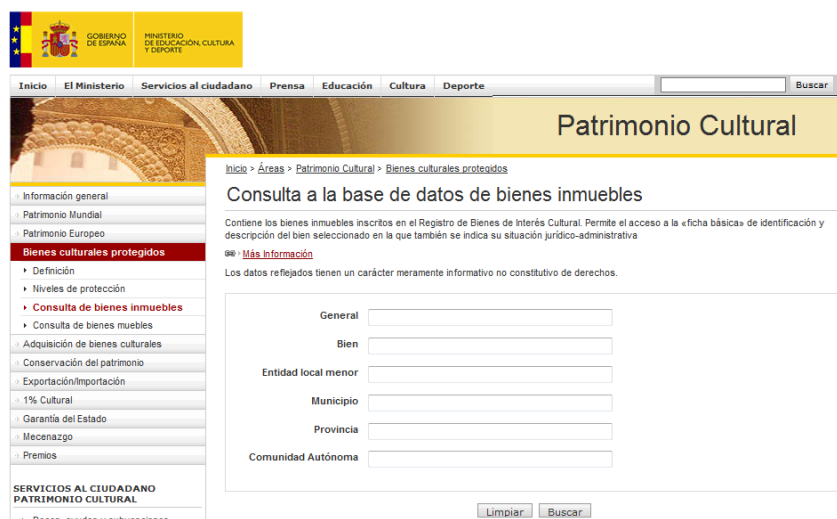 GOBIERNO
DE ESPAÑA
MINISTERIO
DE EDUCACIÓN, CULTURA
Y DEPORTE
Inicio El Ministerio Servicios al ciudadano Prensa Educación Cultura Deporte Buscar
Patrimonio Cultural
Inicio > Áreas > Patrimonio Cultural > Bienes culturales protegidos
Consulta a la base de datos de bienes inmuebles
Contiene los bienes inmuebles inscritos en el Registro de Bienes de Interés Cultural. Permite el acceso a la «ficha básica» de identificación y
descripción del bien seleccionado en la que también se indica su situación jurídico-administrativa
Más Información
Los datos reflejados tienen un carácter meramente informativo no constitutivo de derechos.
Información general
Patrimonio Mundial
Patrimonio Europeo
Bienes culturales protegidos
Definición
Niveles de protección
Consulta de bienes inmuebles
Consulta de bienes muebles
Adquisición de bienes culturales
Conservación del patrimonio
Exportación/Importación
1% Cultural
Garantía del Estado
Mecenazgo
Premios
SERVICIOS AL CIUDADANO
PATRIMONIO CULTURAL
Becas, ayudas y subvenciones
General
Bien
Entidad local menor
Municipio
Provincia
Comunidad Autónoma
Limpiar Buscar